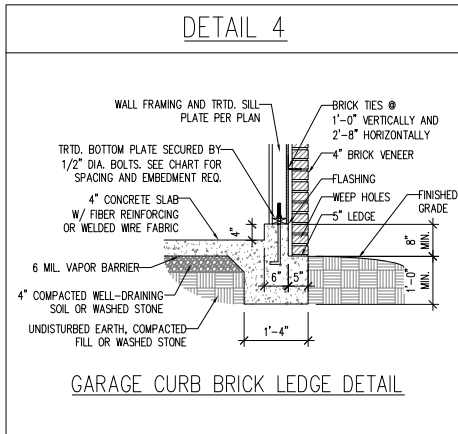 DETAIL 4
WALL FRAMING AND TRTD. SILL
PLATE PER PLAN
TRTD. BOTTOM PLATE SECURED BY
1/2" DIA. BOLTS. SEE CHART FOR
SPACING AND EMBEDMENT REQ.
4" CONCRETE SLAB
W/ FIBER REINFORCING
OR WELDED WIRE FABRIC
6 MIL. VAPOR BARRIER
4" COMPACTED WELL-DRAINING
SOIL OR WASHED STONE
UNDISTURBED EARTH, COMPACTED
FILL OR WASHED STONE
BRICK TIES @
1'-0" VERTICALLY AND
2'-8" HORIZONTALLY
4" BRICK VENEER
FLASHING
WEEP HOLES
5" LEDGE
FINISHED
GRADE
4"
6"
5"
8"
MIN.
1'-0"
MIN.
1'-4"
GARAGE CURB BRICK LEDGE DETAIL